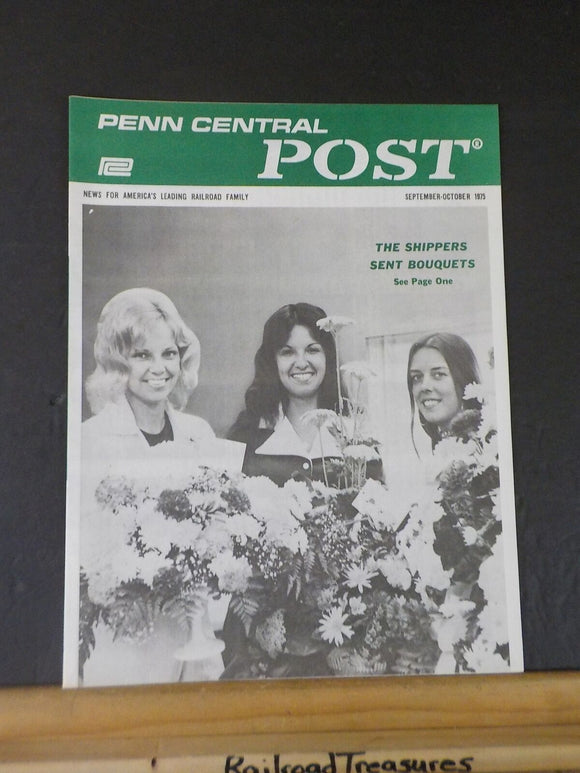 PENN CENTRAL
POST®
NEWS FOR AMERICA'S LEADING RAILROAD FAMILY
SEPTEMBER-OCTOBER 1975
THE SHIPPERS
SENT BOUQUETS
See Page One
RailroadTreasures